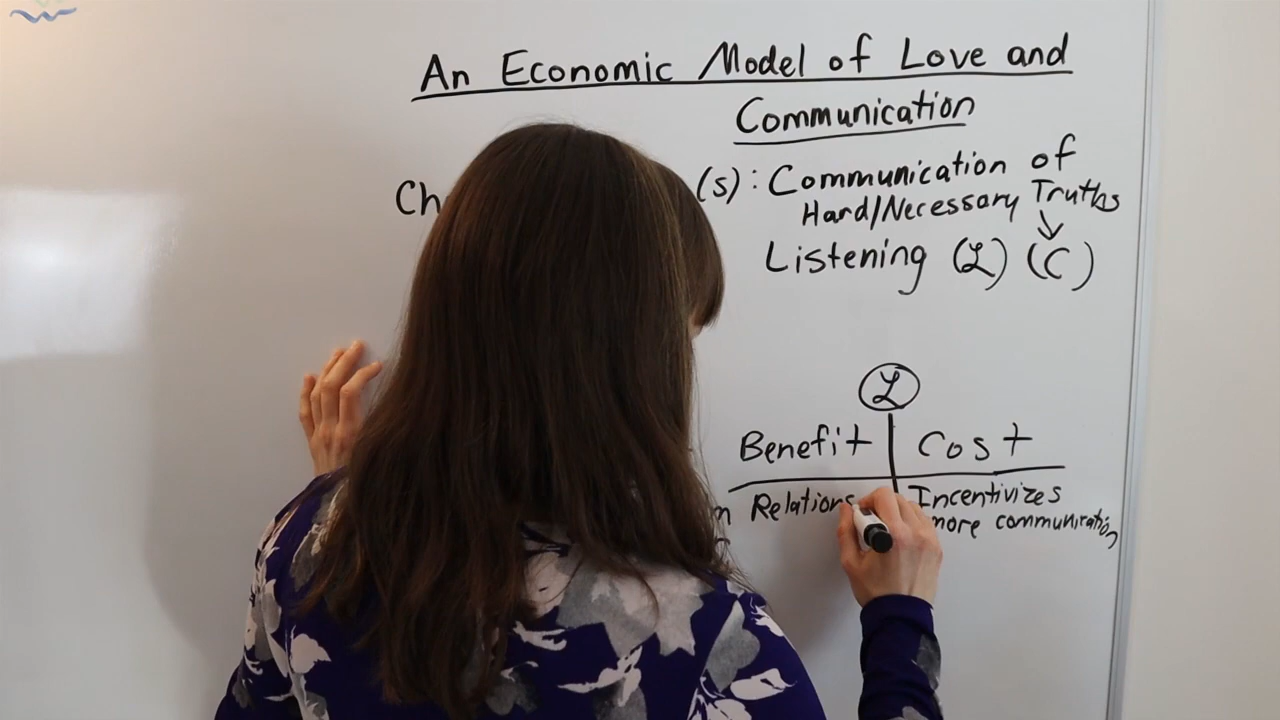 An Economic Model of Love and
Communication
Ch (s): Communication of
Hard/Necessary Truths
Listening (L) (C)
L
Benefit Cost
Relations Incentivizes
more communication